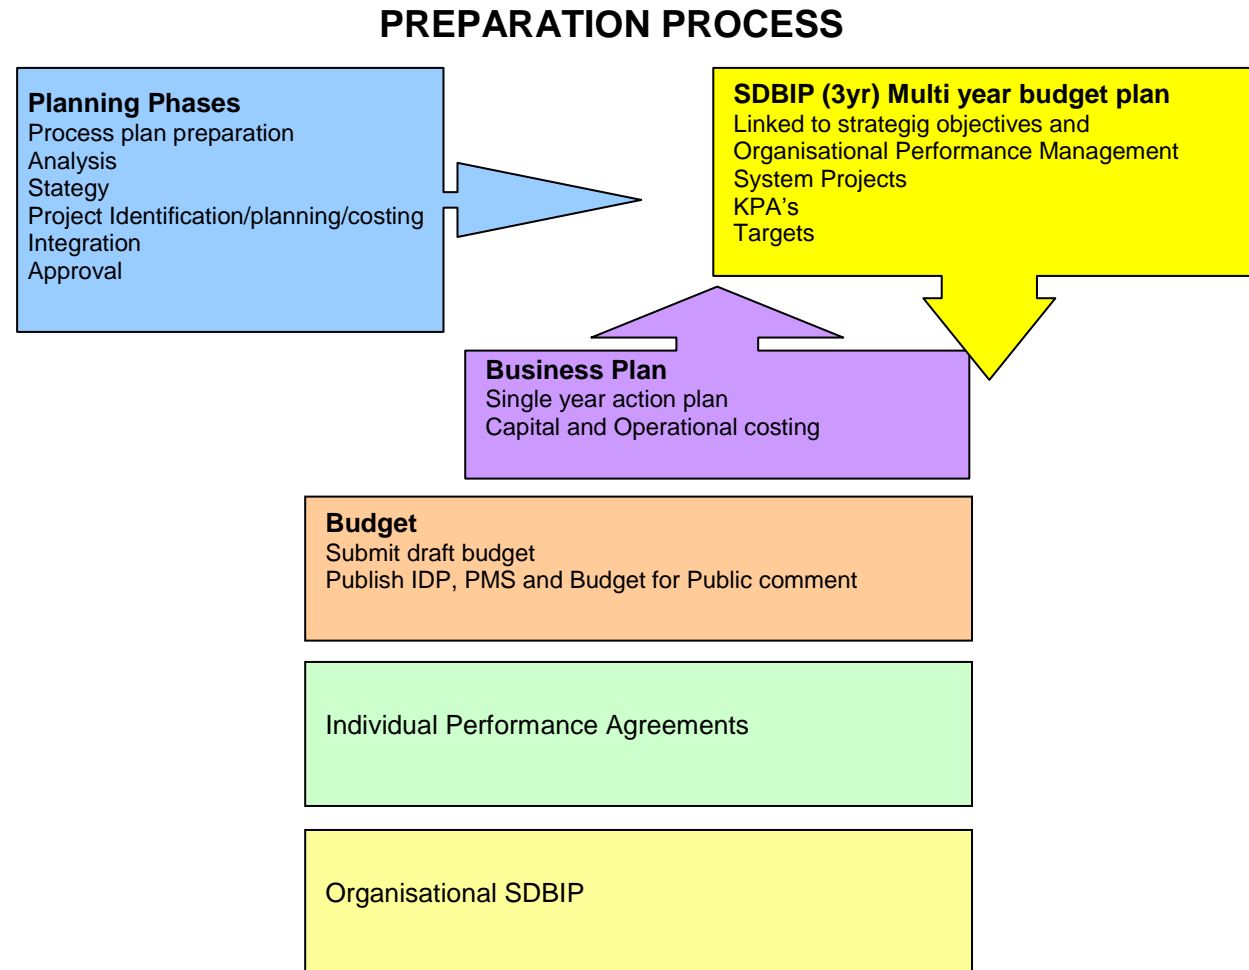 PREPARATION PROCESS
Planning Phases
Process plan preparation
Analysis
Stategy
Project Identification/planning/costing
Integration
Approval
SDBIP (3yr) Multi year budget plan
Linked to strategig objectives and
Organisational Performance Management
System Projects
KPA's
Targets
Business Plan
Single year action plan
Capital and Operational costing
Budget
Submit draft budget
Publish IDP, PMS and Budget for Public comment
Individual Performance Agreements
Organisational SDBIP